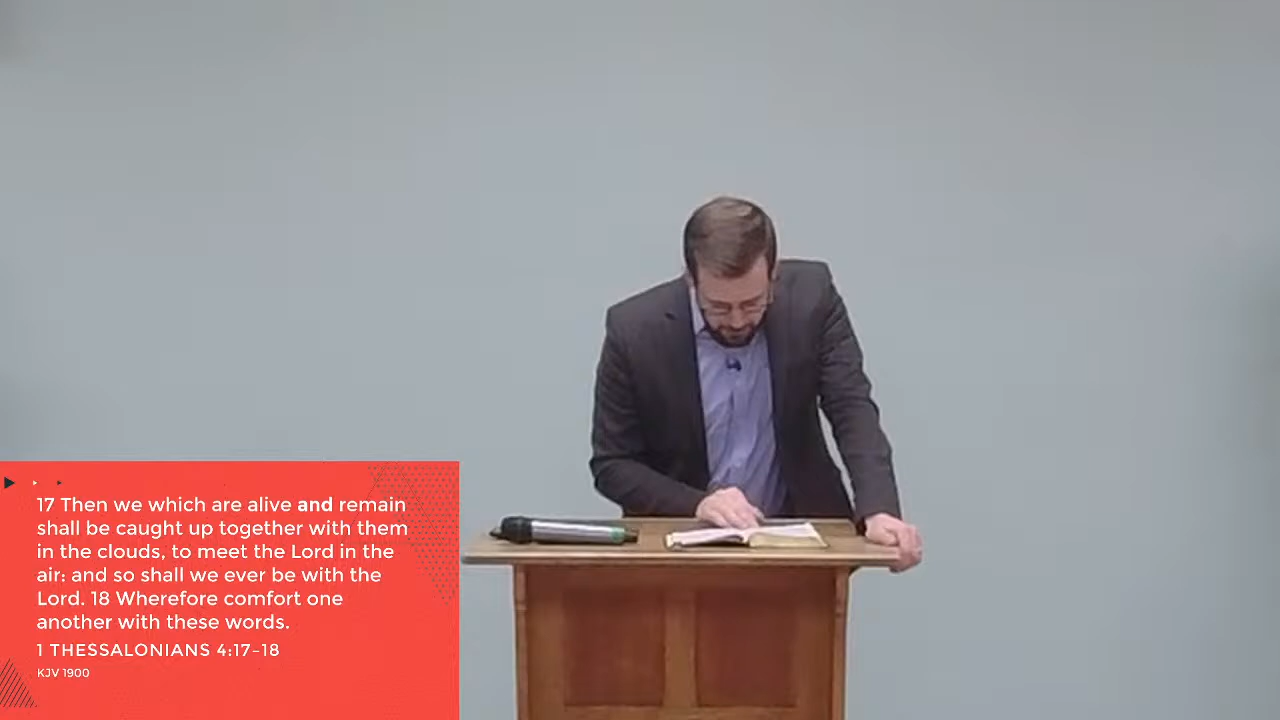 17 Then we which are alive and remain
shall be caught up together with them
in the clouds, to meet the Lord in the
air: and so shall we ever be with the
Lord. 18 Wherefore comfort one
another with these words.
1 THESSALONIANS 4:17–18
KJV 1900